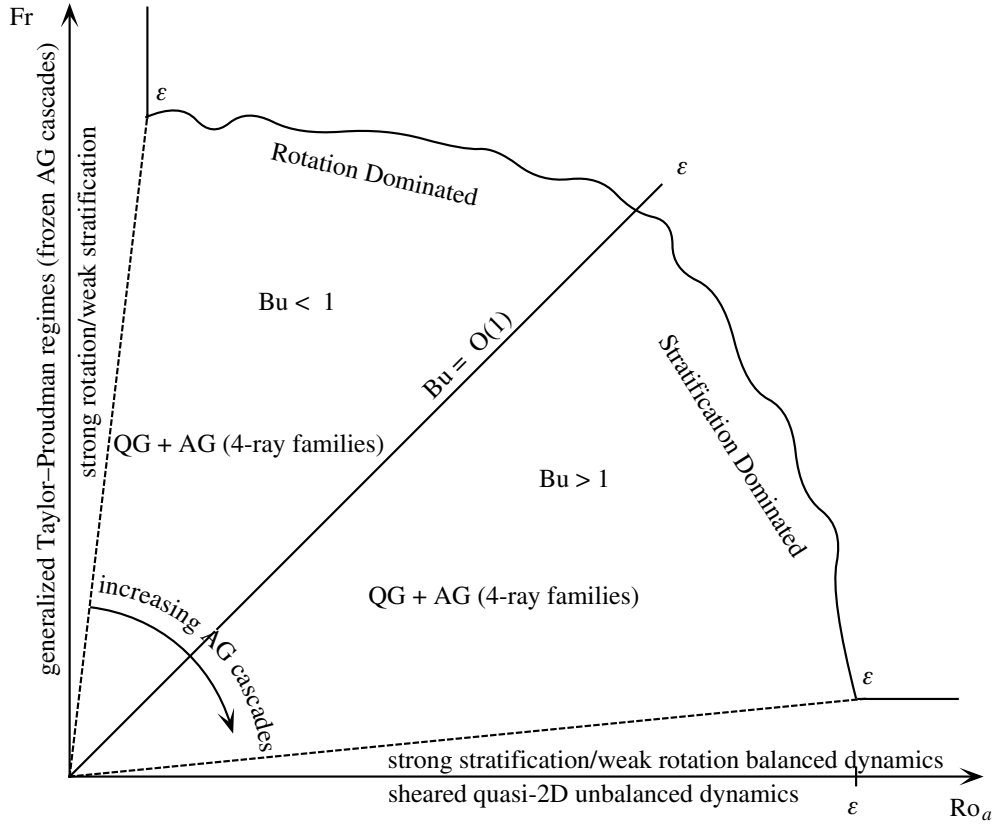 Fr
generalized Taylor–Proudman regimes (frozen AG cascades)
strong rotation/weak stratification
ε
Rotation Dominated
ε
Bu < 1
Bu = O(1)
Stratification Dominated
QG + AG (4-ray families)
Bu > 1
increasing AG cascades
QG + AG (4-ray families)
ε
strong stratification/weak rotation balanced dynamics
sheared quasi-2D unbalanced dynamics
ε
Ro a